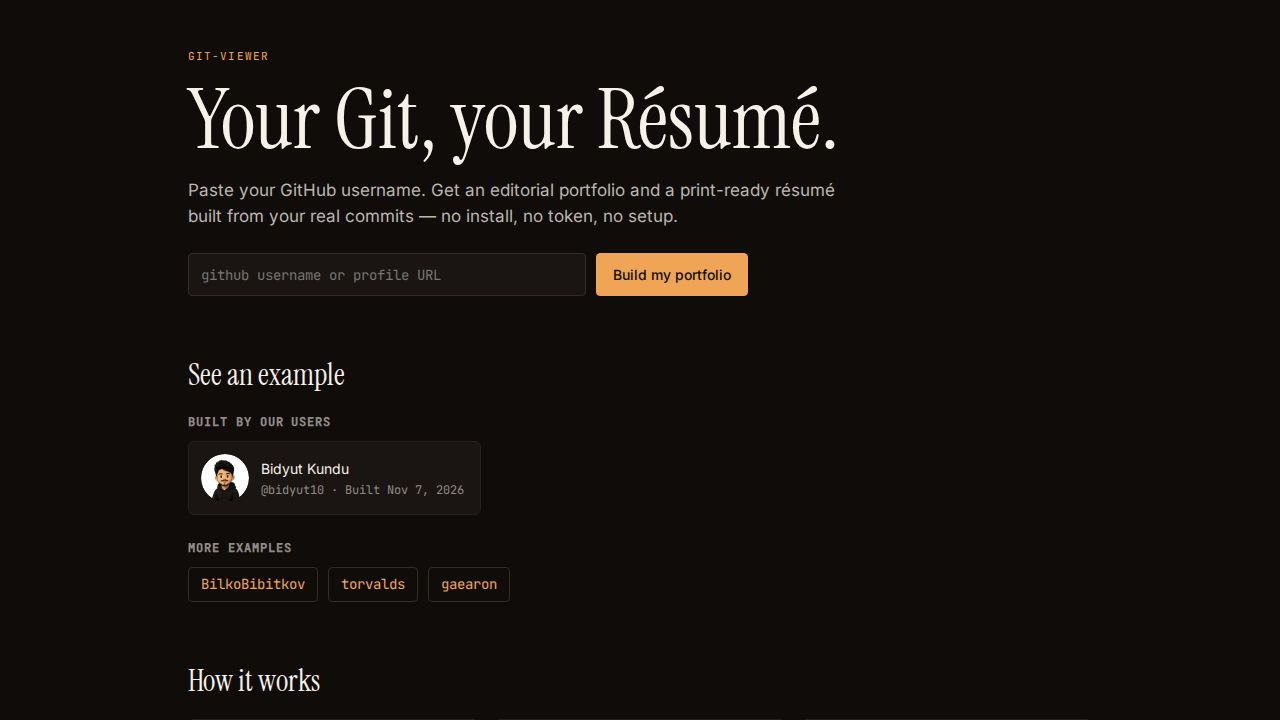 GIT-VIEWER
Your Git, your Résumé.
Paste your GitHub username. Get an editorial portfolio and a print-ready résumé
built from your real commits — no install, no token, no setup.
github username or profile URL
Build my portfolio
See an example
BUILT BY OUR USERS
Bidyut Kundu
@bidyut10 · Built Nov 7, 2026
MORE EXAMPLES
BilkoBibitkov
torvalds
gaearon
How it works